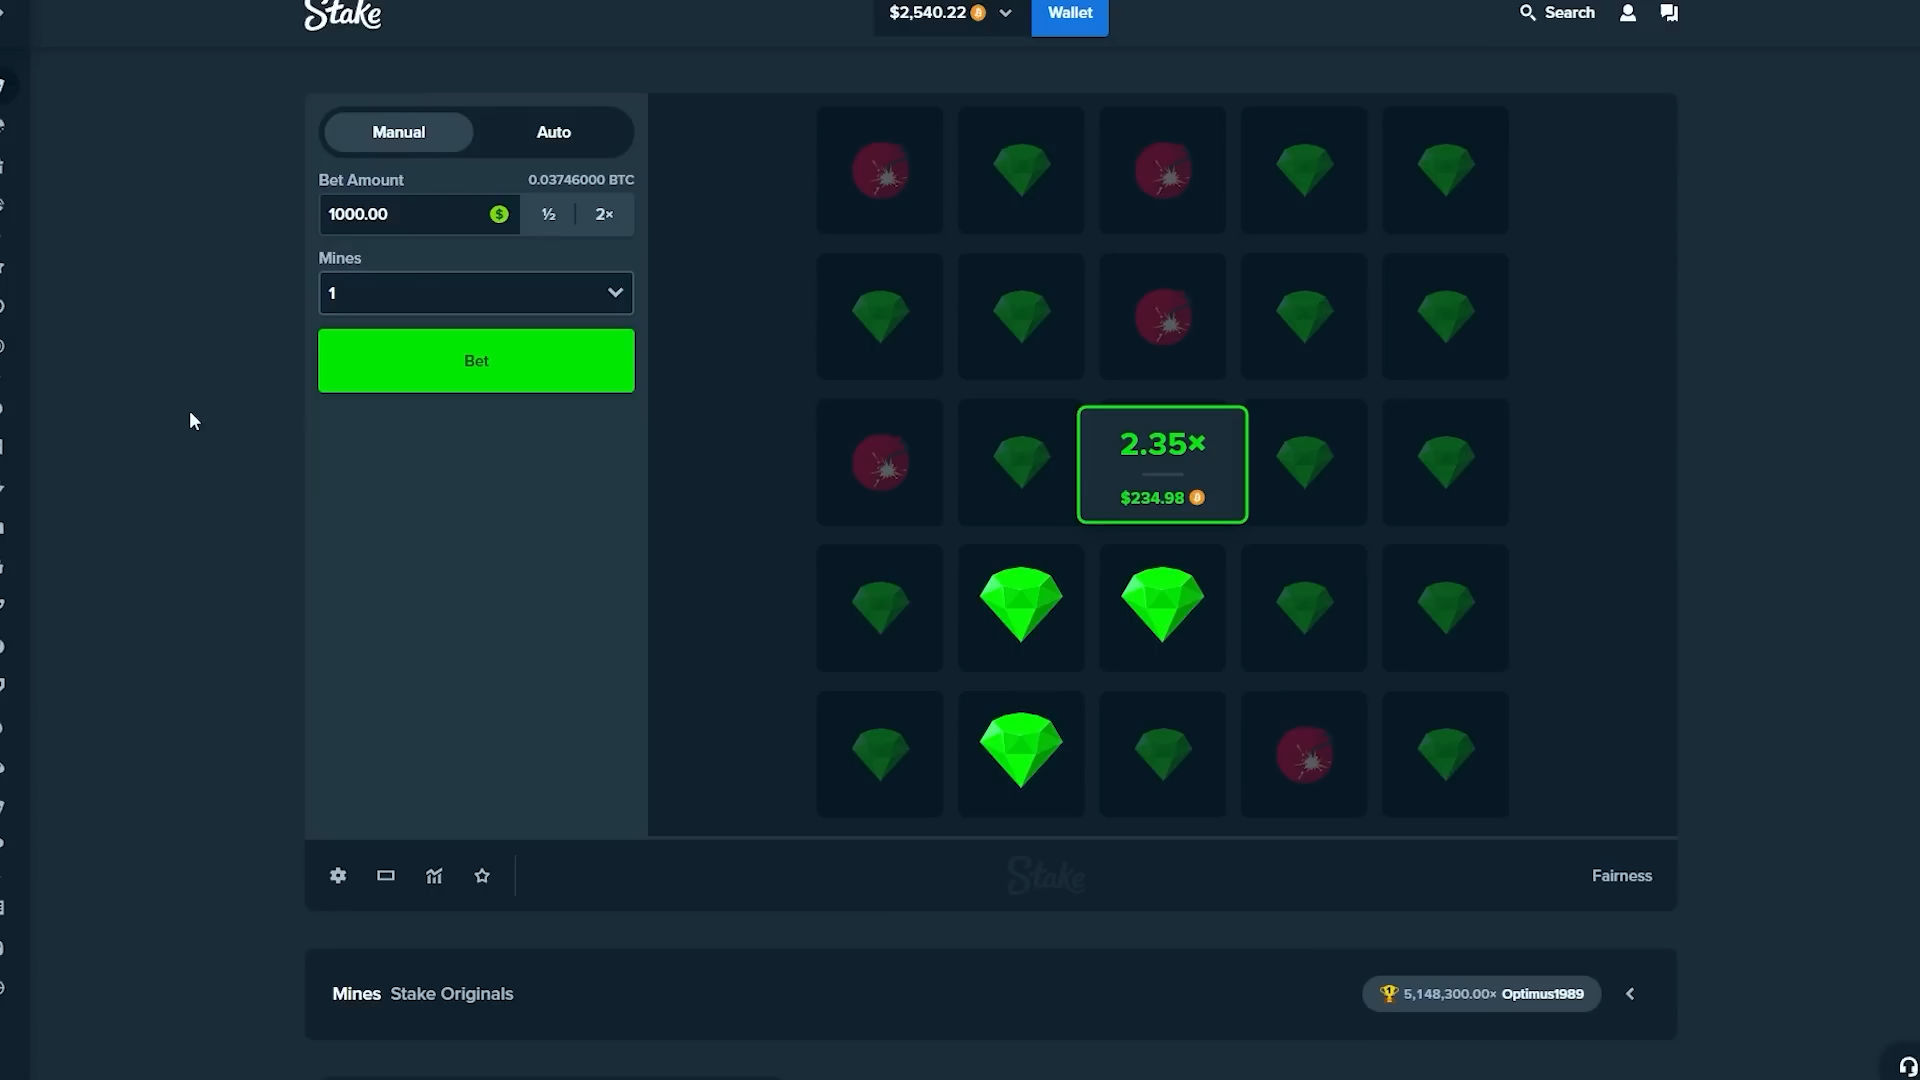 Stake
$2,540.22
Wallet
Search
Manual
Auto
Bet Amount
0.03746000 BTC
1000.00
$
½
2×
Mines
1
Bet
2.35×
$234.98
Stake
Fairness
Mines Stake Originals
1
5,148,300.00× Optimus1989